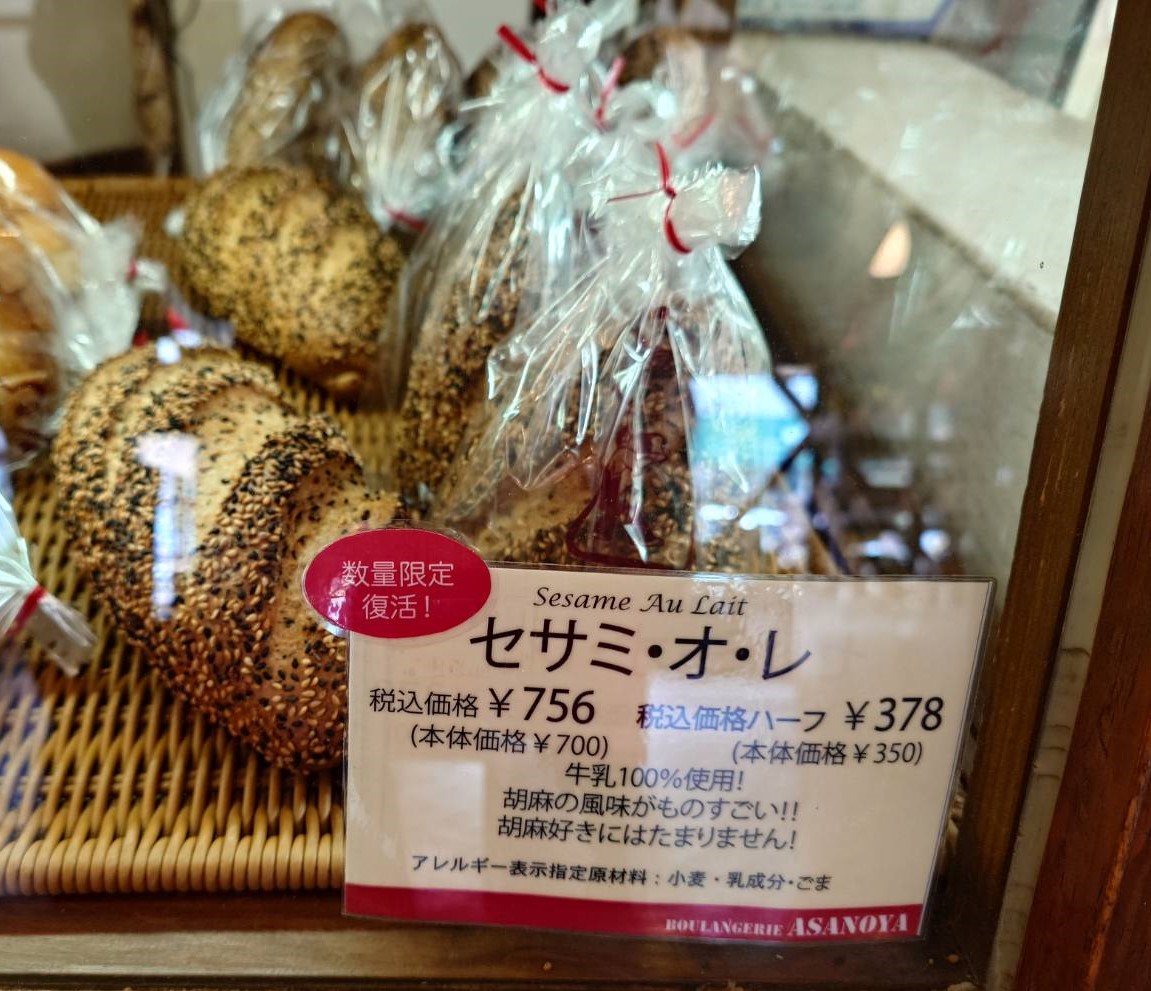 数量限定
復活！
Sesame Au Lait
セサミ・オ・レ
税込価格 ￥756 税込価格ハーフ ￥378
(本体価格￥700) (本体価格￥350)
牛乳100％使用!
胡麻の風味がものすごい!!
胡麻好きにはたまりません!
アレルギー表示指定原材料：小麦・乳成分・ごま
BOULANGERIE ASANOYA